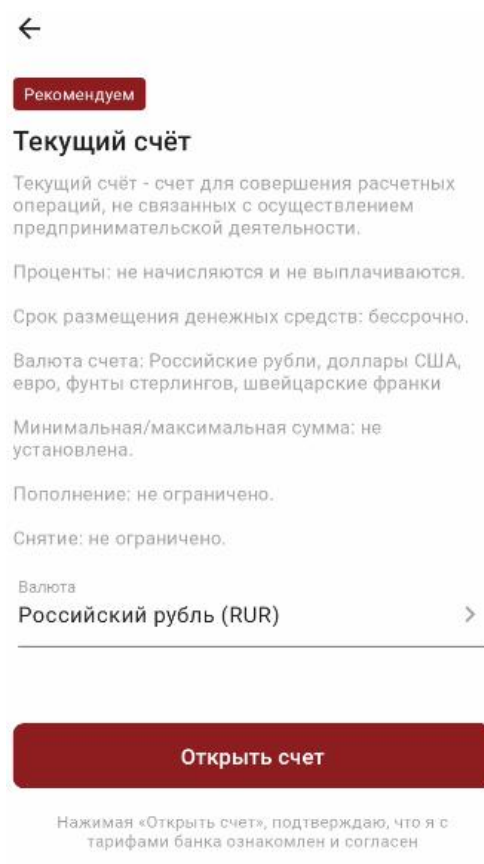 Рекомендуем
Текущий счёт
Текущий счёт - счет для совершения расчетных
операций, не связанных с осуществлением
предпринимательской деятельности.
Проценты: не начисляются и не выплачиваются.
Срок размещения денежных средств: бессрочно.
Валюта счета: Российские рубли, доллары США,
евро, фунты стерлингов, швейцарские франки
Минимальная/максимальная сумма: не
установлена.
Пополнение: не ограничено.
Снятие: не ограничено.
Валюта
Российский рубль (RUR)
Открыть счет
Нажимая «Открыть счет», подтверждаю, что я с
тарифами банка ознакомлен и согласен